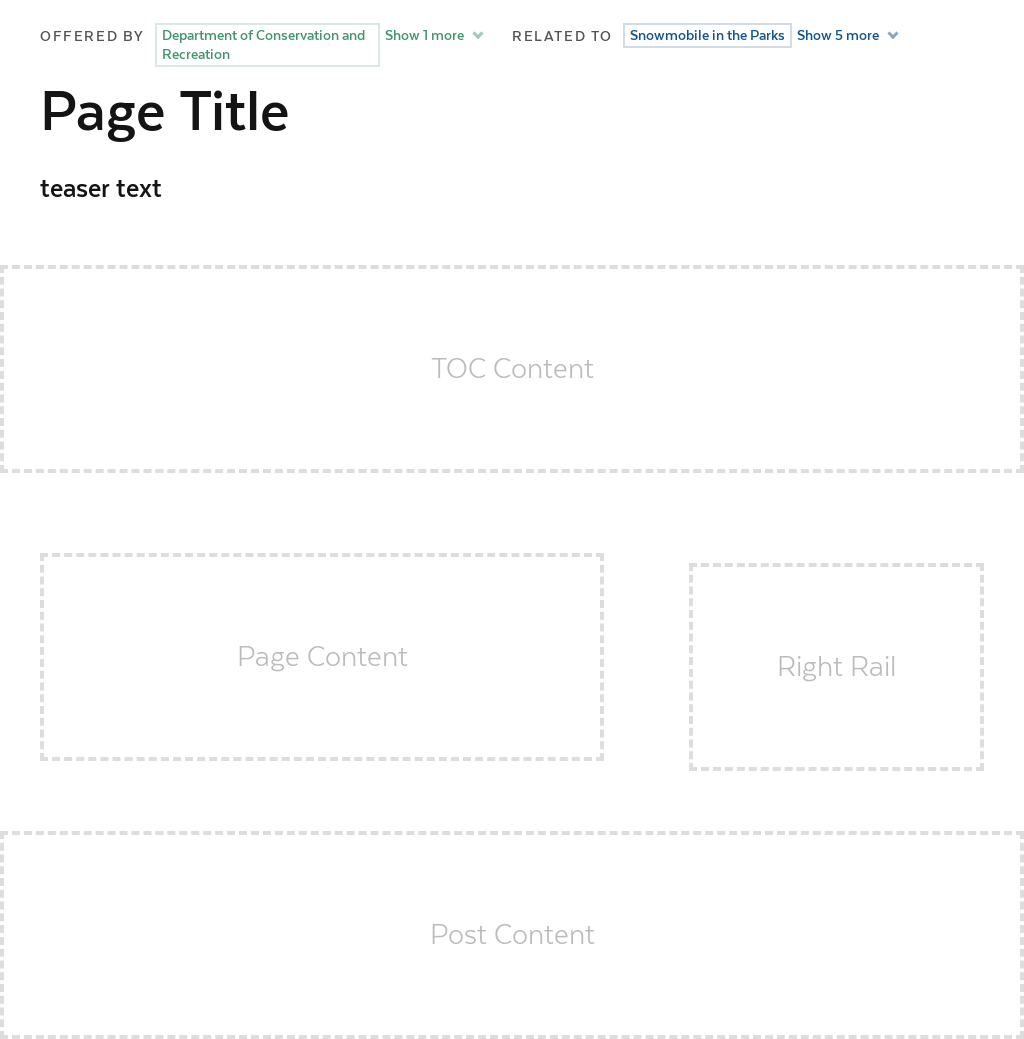 OFFERED BY
Department of Conservation and
Recreation
Show 1 more
RELATED TO
Snowmobile in the Parks
Show 5 more
Page Title
teaser text
TOC Content
Page Content
Right Rail
Post Content